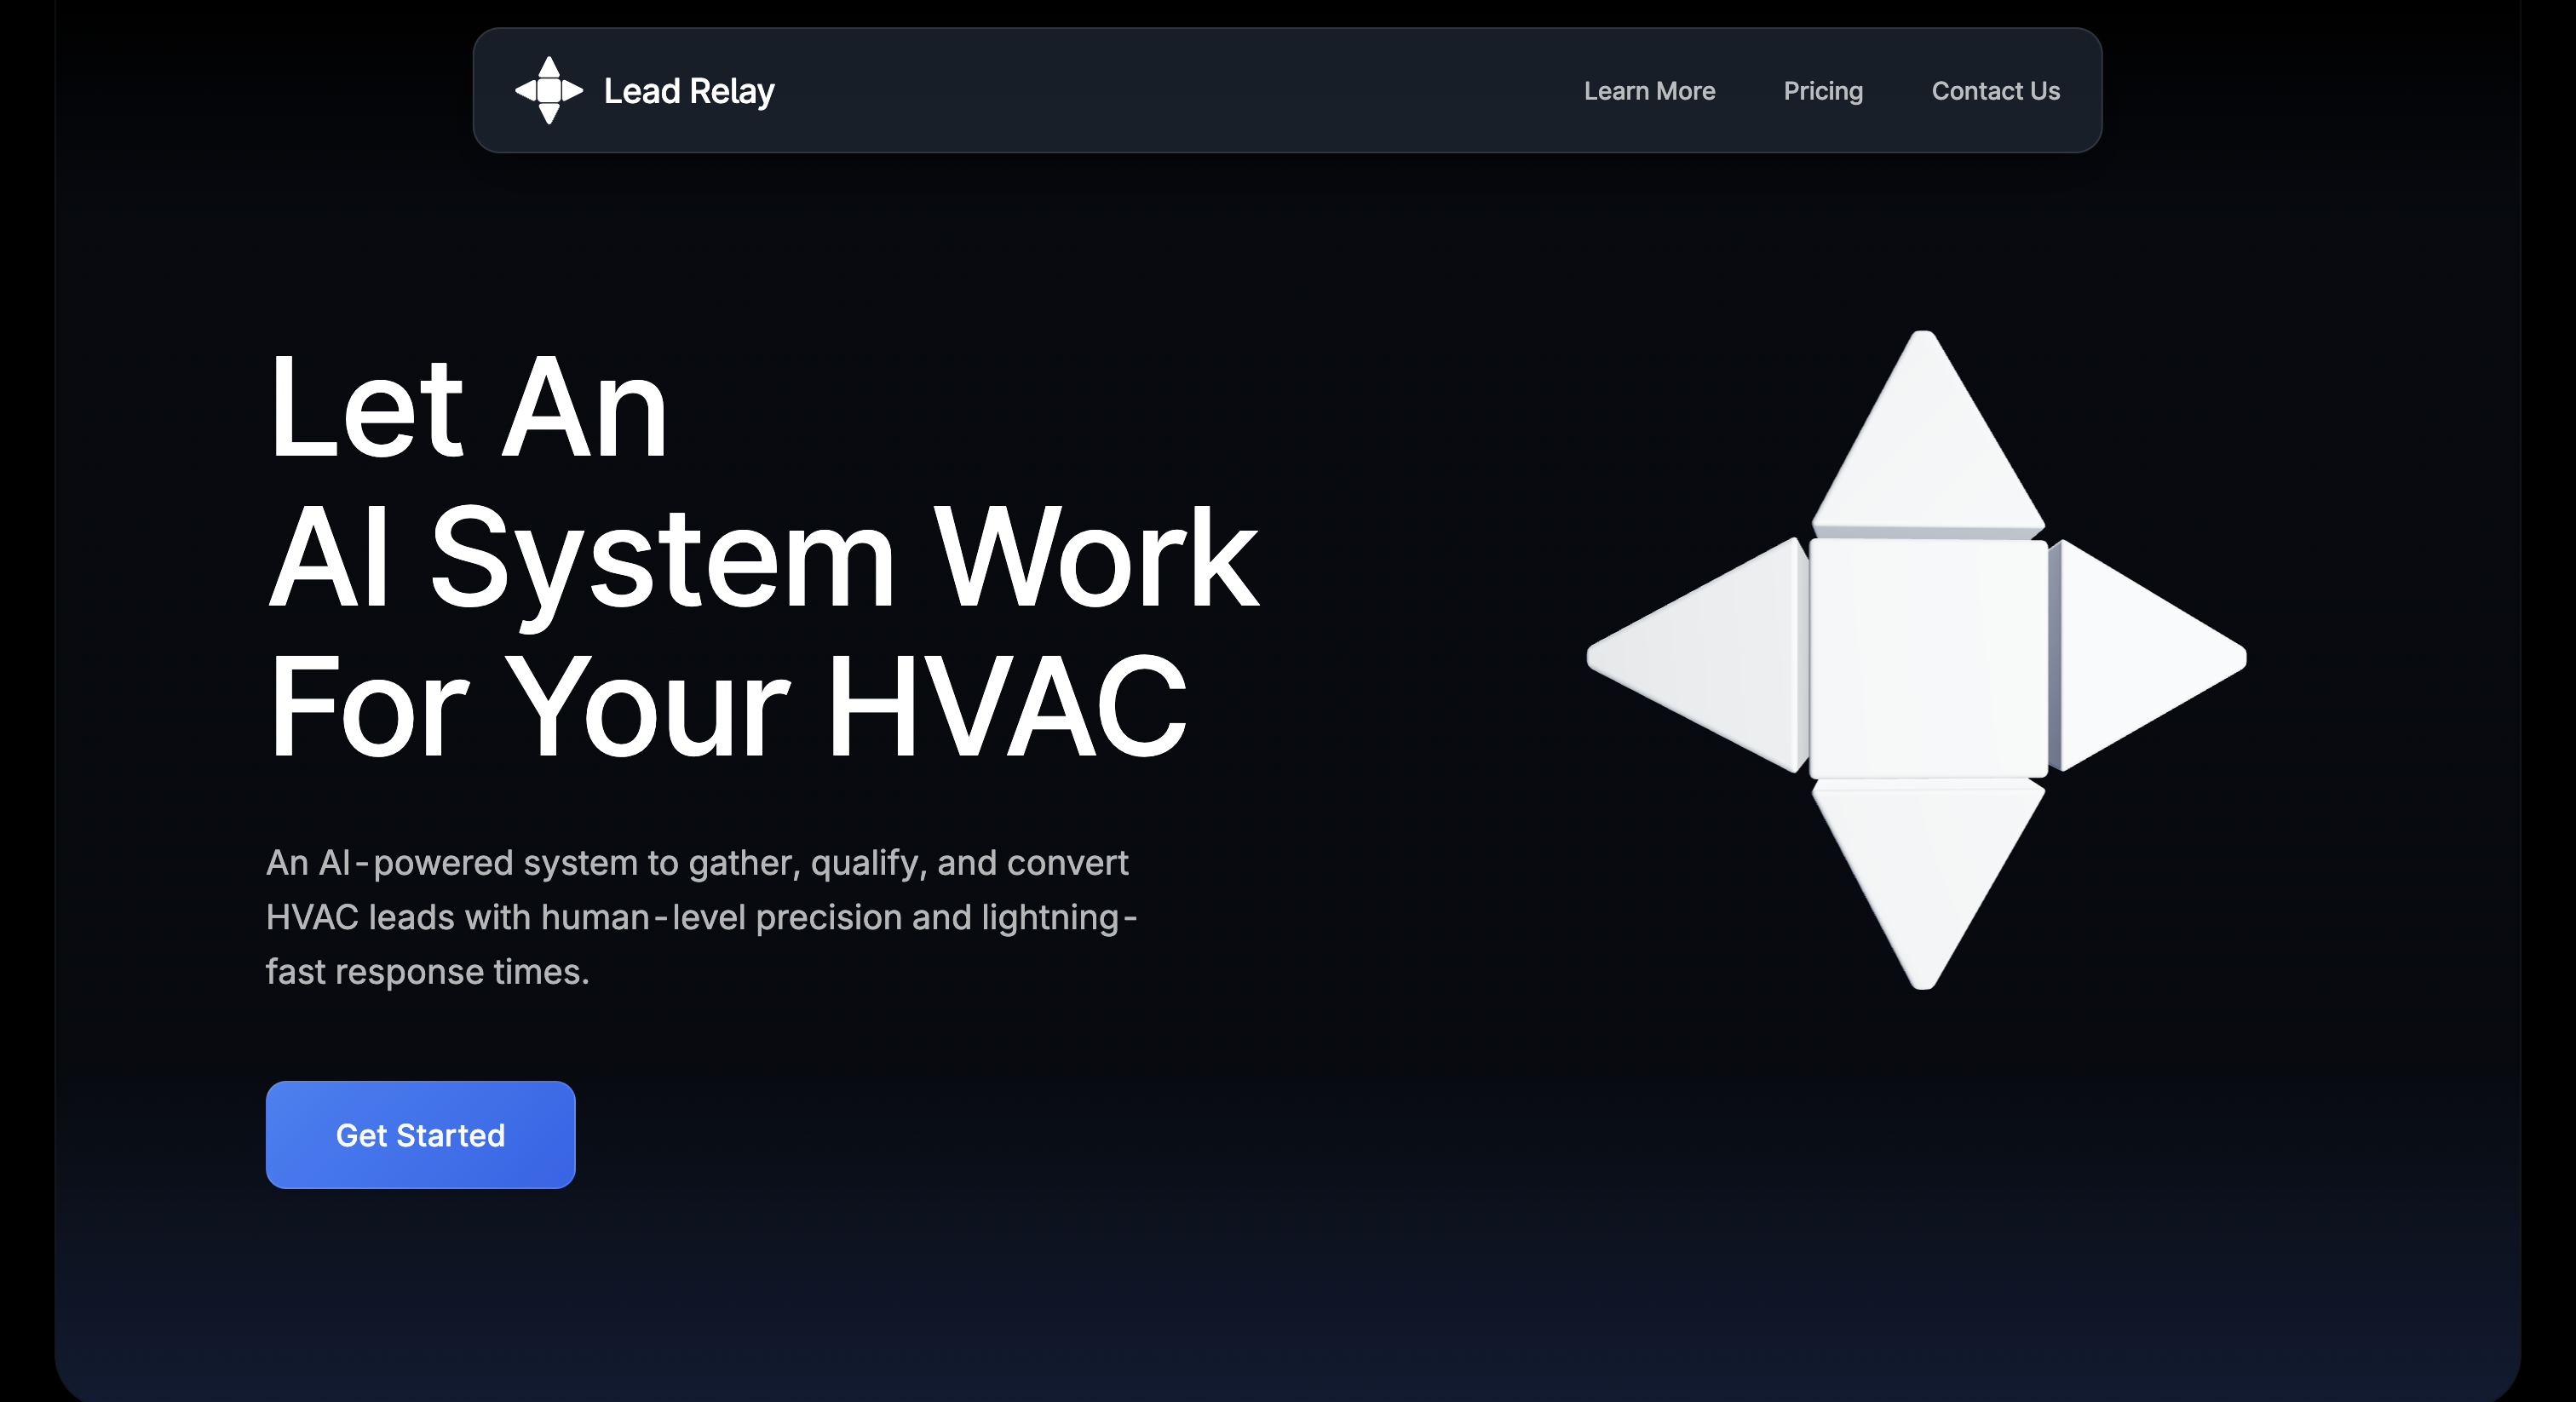 Lead Relay
Learn More
Pricing
Contact Us
Let An
AI System Work
For Your HVAC
An AI-powered system to gather, qualify, and convert
HVAC leads with human-level precision and lightning-
fast response times.
Get Started